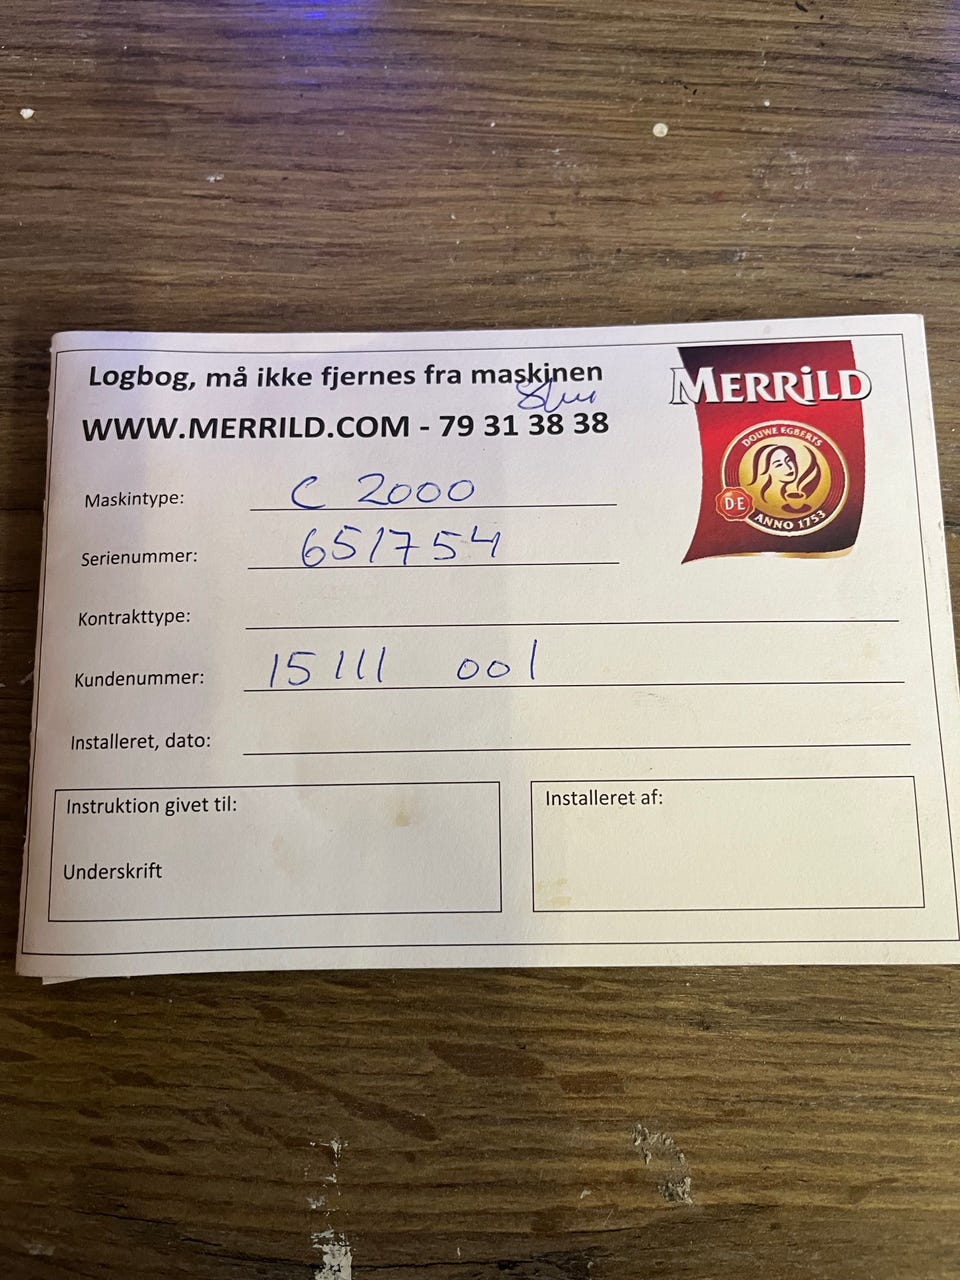 Logbog, må ikke fjernes fra maskinen
WWW.MERRILD.COM - 79 31 38 38
MERRILD
DOUWE EGBERTS
D·E
ANNO 1753
Maskintype: C 2000
Serienummer: 651754
Kontrakttype:
Kundenummer: 15111 001
Installeret, dato:
Instruktion givet til:
Underskrift
Installeret af: